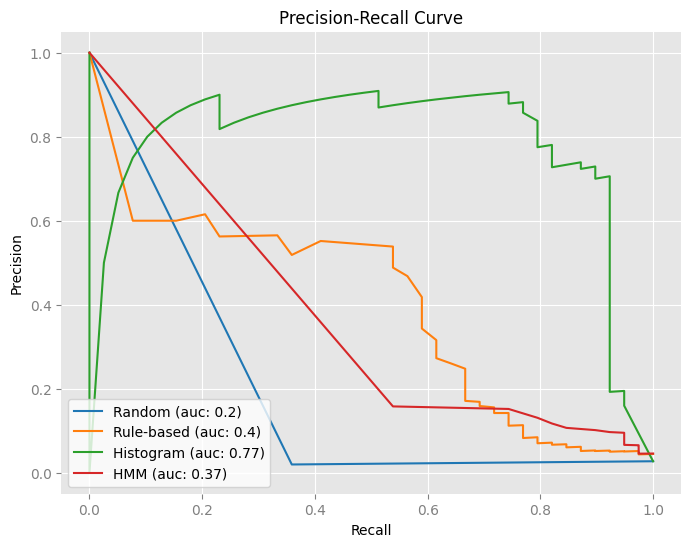 Precision-Recall Curve
Precision
1.0
0.8
0.6
0.4
0.2
0.0
Random (auc: 0.2)
Rule-based (auc: 0.4)
Histogram (auc: 0.77)
HMM (auc: 0.37)
0.0 0.2 0.4 0.6 0.8 1.0
Recall